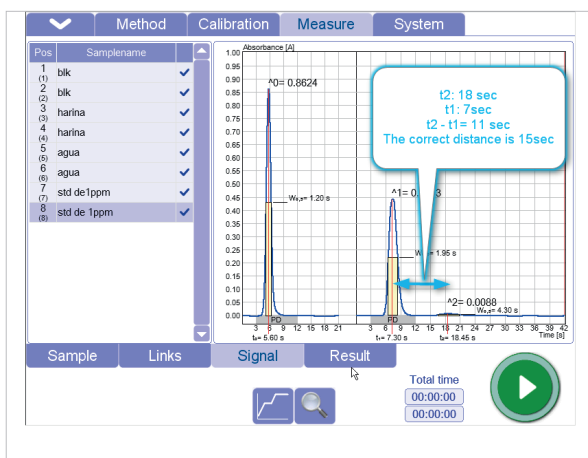 Method
Calibration
Measure
System
Pos
Samplename
1
(1)
blk
2
(2)
blk
3
(3)
harina
4
(4)
harina
5
(5)
agua
6
(6)
agua
7
(7)
std de1ppm
8
(8)
std de 1ppm
Absorbance [A]
1.00
0.95
0.90
0.85
0.80
0.75
0.70
0.65
0.60
0.55
0.50
0.45
0.40
0.35
0.30
0.25
0.20
0.15
0.10
0.05
0.00
^0= 0.8624
W₀,₅= 1.20 s
PD
3 6 9 12 15 18 21
t₀= 5.60 s
t2: 18 sec
t1: 7sec
t2 - t1= 11 sec
The correct distance is 15sec
^1= 0.
3
= 1.95 s
^2= 0.0088
W₀,₅= 4.30 s
PD
3 6 9 12 15 18 21 24 27 30 33 36 39 42
t₁= 7.30 s
t₂= 18.45 s
Time [s]
Sample
Links
Signal
Result
Total time
00:00:00
00:00:00